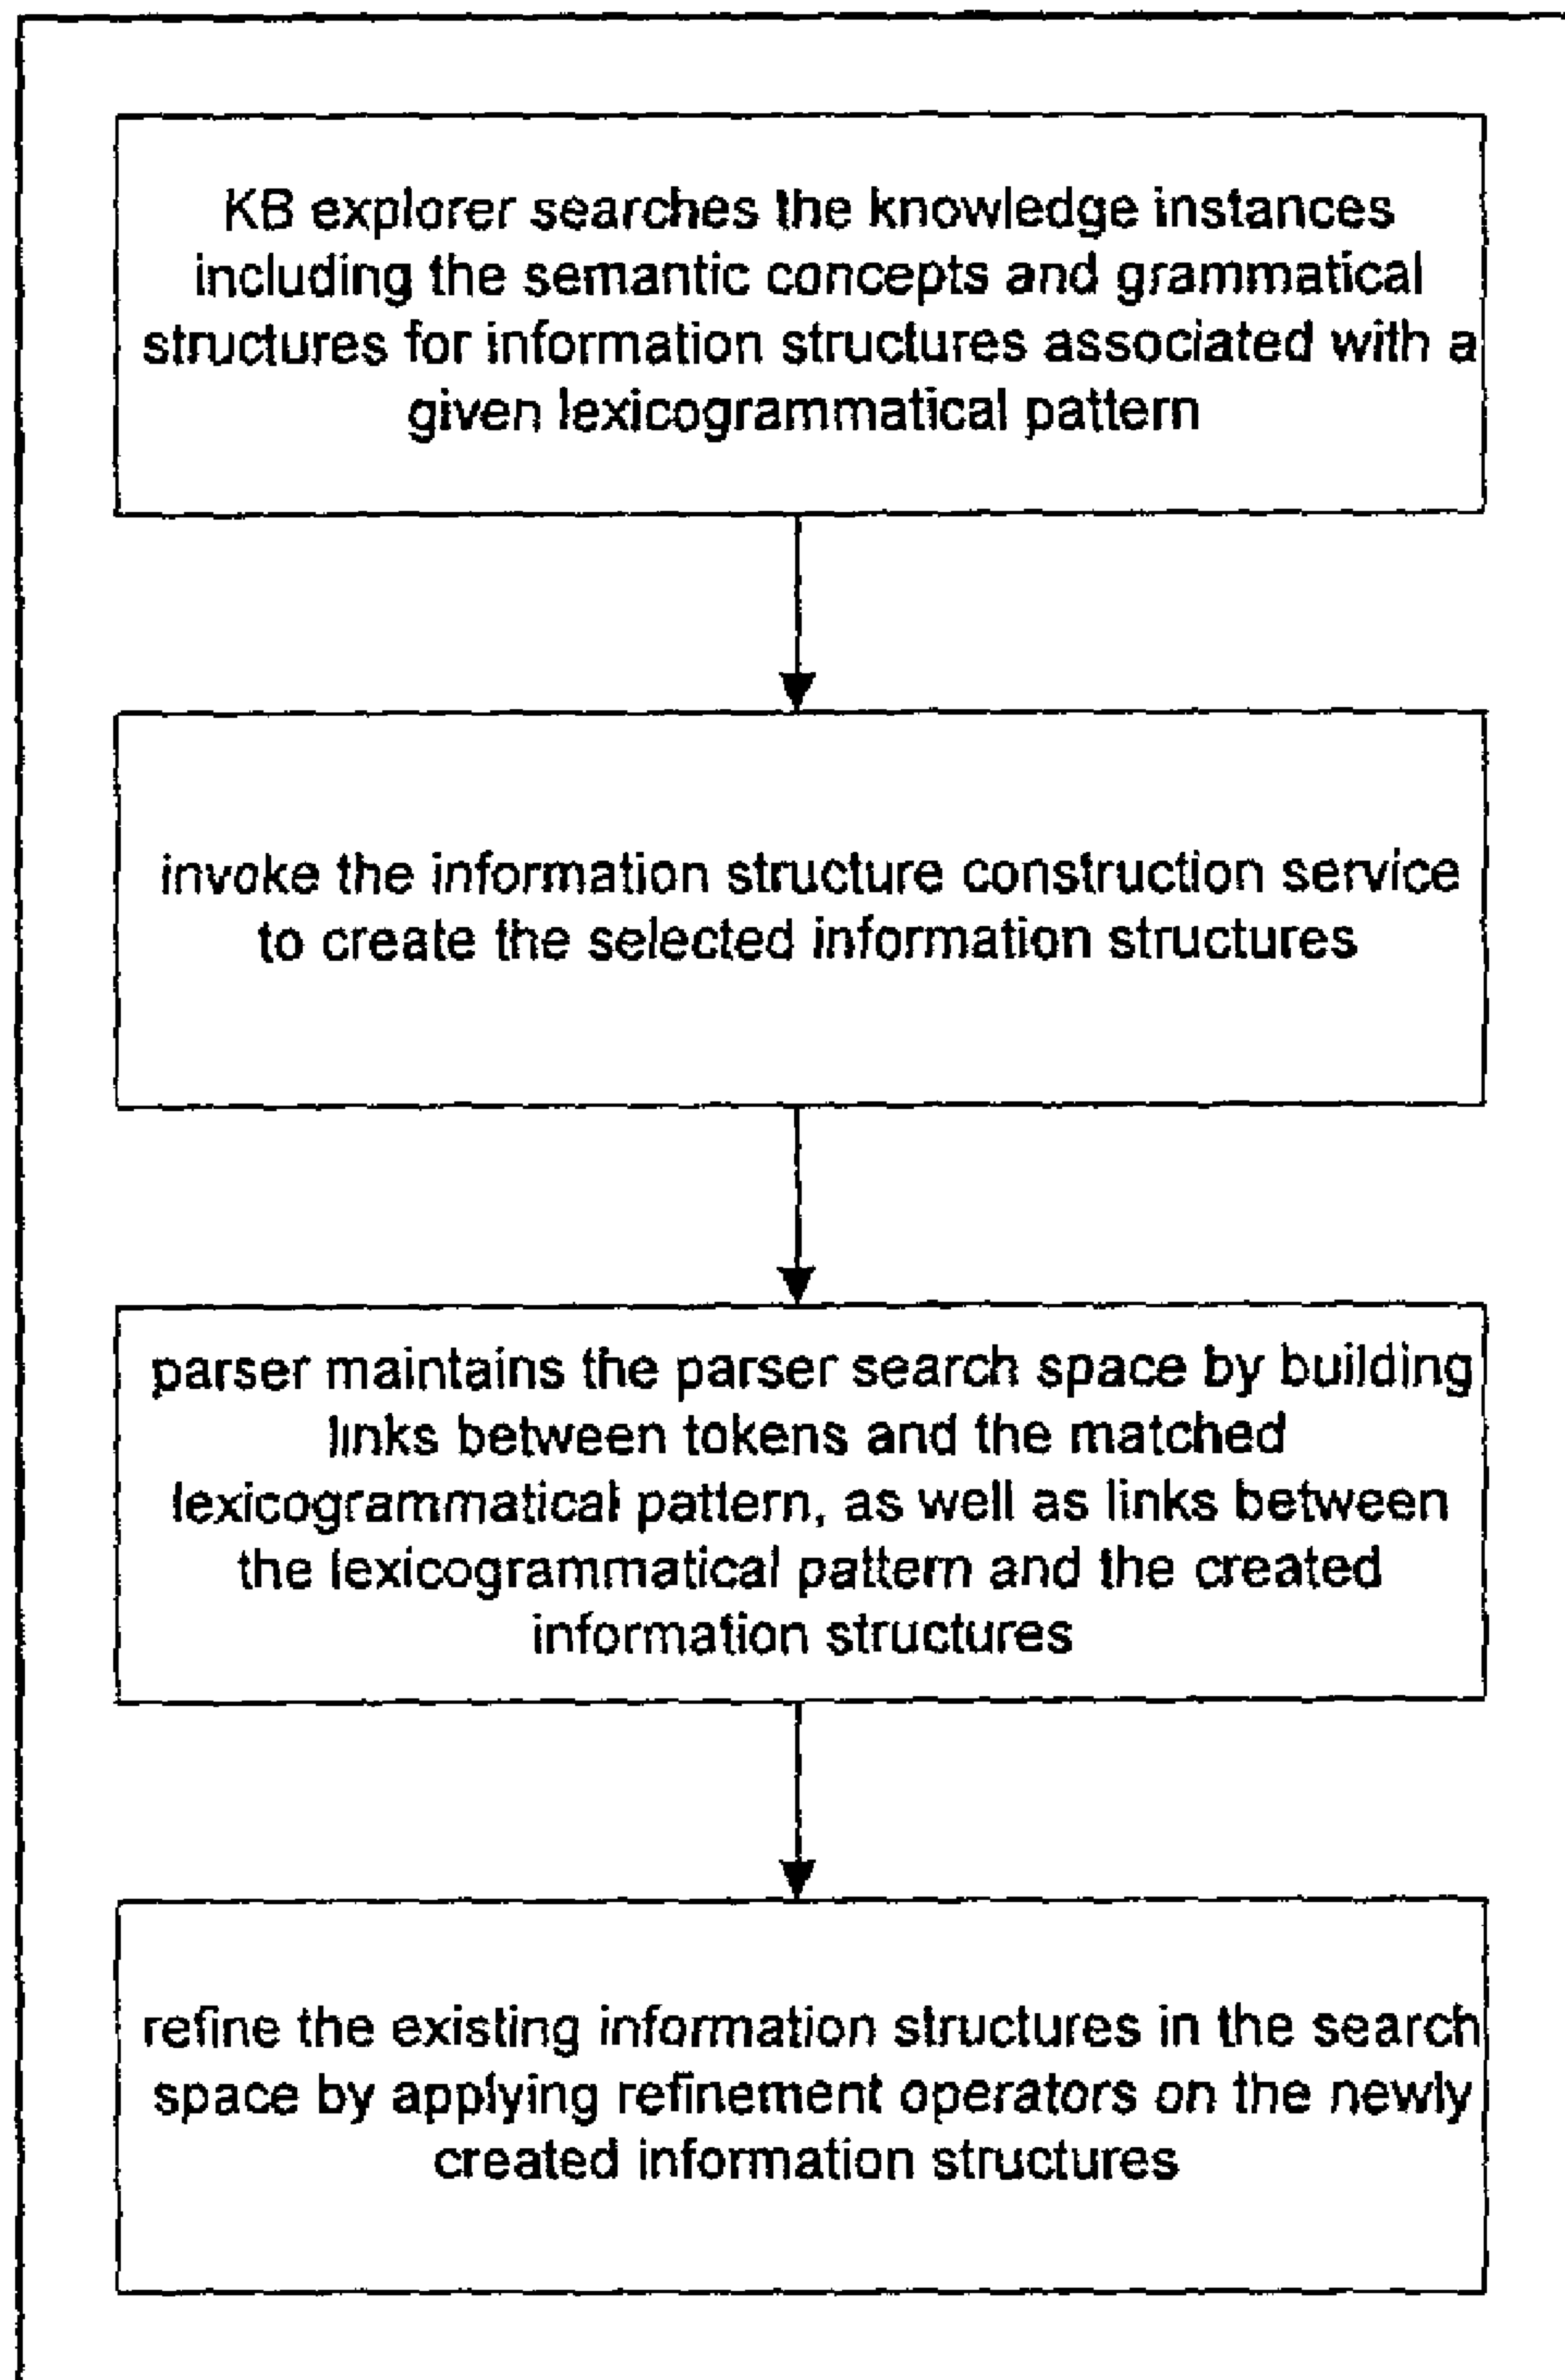 KB explorer searches the knowledge instances
including the semantic concepts and grammatical
structures for information structures associated with a
given lexicogrammatical pattern
invoke the information structure construction service
to create the selected information structures
parser maintains the parser search space by building
links between tokens and the matched
lexicogrammatical pattern, as well as links between
the lexicogrammatical pattern and the created
information structures
refine the existing information structures in the search
space by applying refinement operators on the newly
created information structures